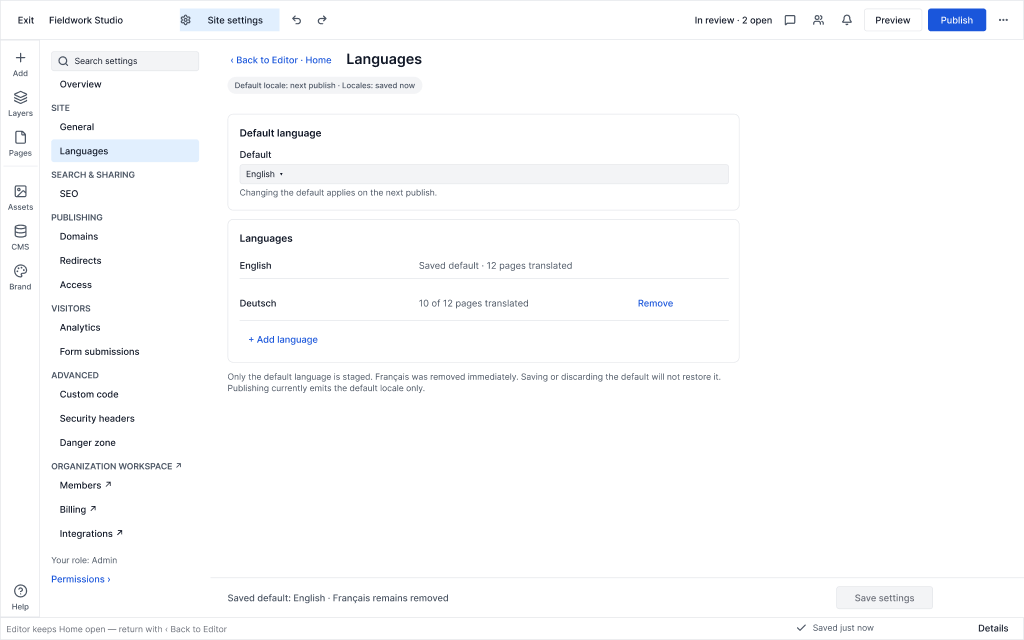 Exit
Fieldwork Studio
Site settings
In review · 2 open
Preview
Publish
Add
Layers
Pages
Assets
CMS
Brand
Help
Search settings
Overview
SITE
General
Languages
SEARCH & SHARING
SEO
PUBLISHING
Domains
Redirects
Access
VISITORS
Analytics
Form submissions
ADVANCED
Custom code
Security headers
Danger zone
ORGANIZATION WORKSPACE ↗
Members ↗
Billing ↗
Integrations ↗
Your role: Admin
Permissions ›
‹ Back to Editor · Home
Languages
Default locale: next publish · Locales: saved now
Default language
Default
English ▾
Changing the default applies on the next publish.
Languages
English Saved default · 12 pages translated
Deutsch 10 of 12 pages translated Remove
+ Add language
Only the default language is staged. Français was removed immediately. Saving or discarding the default will not restore it.
Publishing currently emits the default locale only.
Saved default: English · Français remains removed
Save settings
Editor keeps Home open — return with ‹ Back to Editor
Saved just now
Details